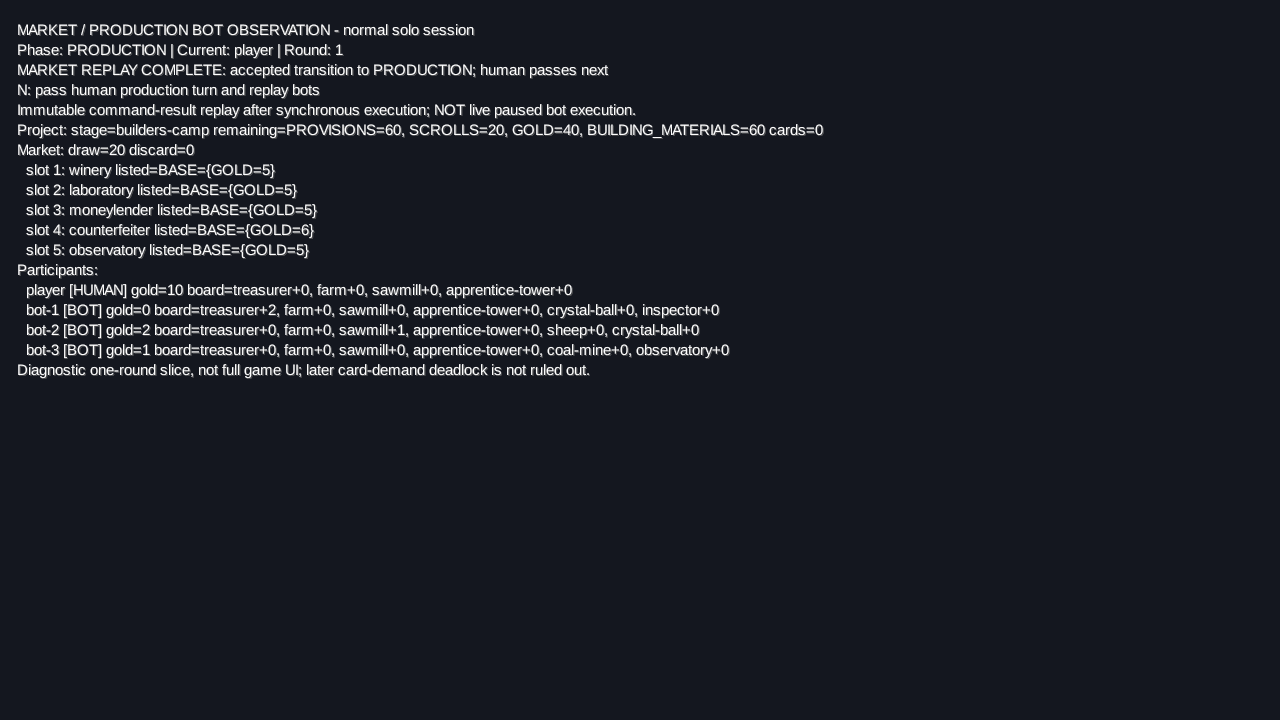 MARKET / PRODUCTION BOT OBSERVATION - normal solo session
Phase: PRODUCTION | Current: player | Round: 1
MARKET REPLAY COMPLETE: accepted transition to PRODUCTION; human passes next
N: pass human production turn and replay bots
Immutable command-result replay after synchronous execution; NOT live paused bot execution.
Project: stage=builders-camp remaining=PROVISIONS=60, SCROLLS=20, GOLD=40, BUILDING_MATERIALS=60 cards=0
Market: draw=20 discard=0
slot 1: winery listed=BASE={GOLD=5}
slot 2: laboratory listed=BASE={GOLD=5}
slot 3: moneylender listed=BASE={GOLD=5}
slot 4: counterfeiter listed=BASE={GOLD=6}
slot 5: observatory listed=BASE={GOLD=5}
Participants:
player [HUMAN] gold=10 board=treasurer+0, farm+0, sawmill+0, apprentice-tower+0
bot-1 [BOT] gold=0 board=treasurer+2, farm+0, sawmill+0, apprentice-tower+0, crystal-ball+0, inspector+0
bot-2 [BOT] gold=2 board=treasurer+0, farm+0, sawmill+1, apprentice-tower+0, sheep+0, crystal-ball+0
bot-3 [BOT] gold=1 board=treasurer+0, farm+0, sawmill+0, apprentice-tower+0, coal-mine+0, observatory+0
Diagnostic one-round slice, not full game UI; later card-demand deadlock is not ruled out.